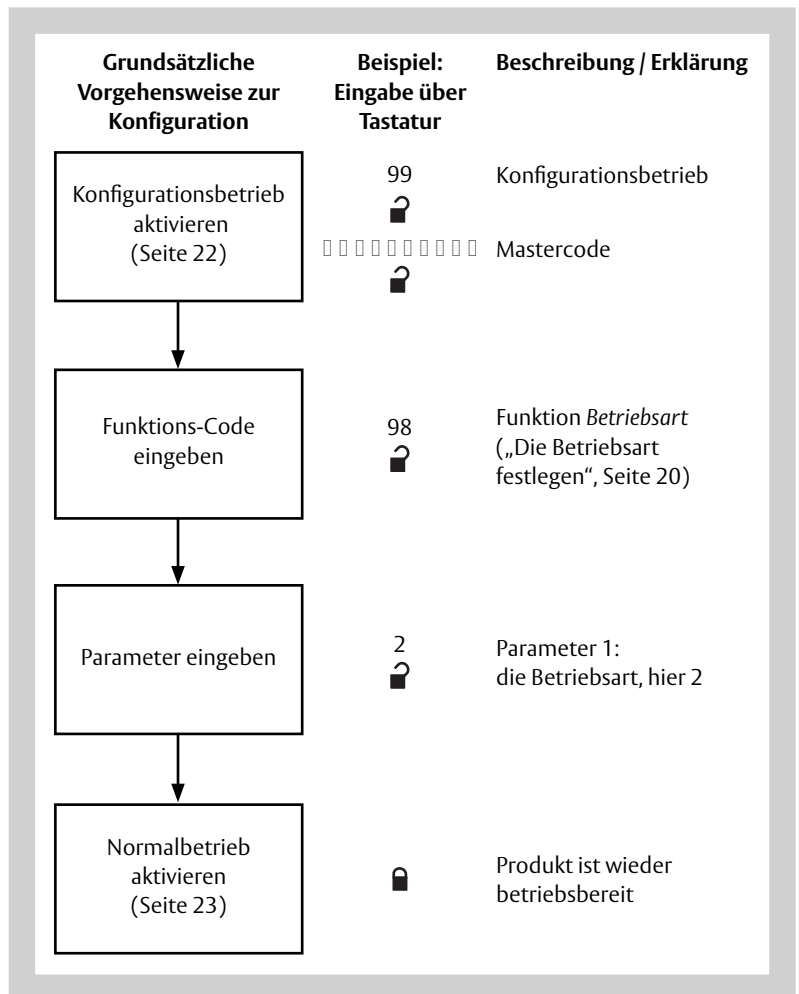 Grundsätzliche
Vorgehensweise zur
Konfiguration
Beispiel:
Eingabe über
Tastatur
Beschreibung / Erklärung
Konfigurationsbetrieb
aktivieren
(Seite 22)
99
Konfigurationsbetrieb
Mastercode
Funktions-Code
eingeben
98
Funktion Betriebsart
(„Die Betriebsart
festlegen“, Seite 20)
Parameter eingeben
2
Parameter 1:
die Betriebsart, hier 2
Normalbetrieb
aktivieren
(Seite 23)
Produkt ist wieder
betriebsbereit